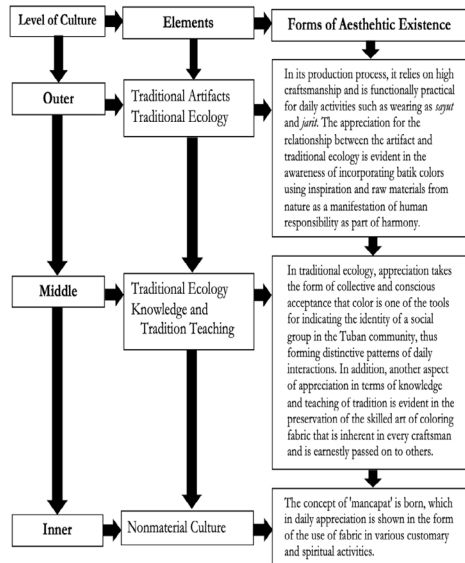 Level of Culture
Elements
Forms of Aesthehtic Existence
Outer
Traditional Artifacts
Traditional Ecology
In its production process, it relies on high
craftsmanship and is functionally practical
for daily activities such as wearing as sayut
and jarit. The appreciation for the
relationship between the artifact and
traditional ecology is evident in the
awareness of incorporating batik colors
using inspiration and raw materials from
nature as a manifestation of human
responsibility as part of harmony.
Middle
Traditional Ecology
Knowledge and
Tradition Teaching
In traditional ecology, appreciation takes
the form of collective and conscious
acceptance that color is one of the tools
for indicating the identity of a social
group in the Tuban community, thus
forming distinctive patterns of daily
interactions. In addition, another aspect
of appreciation in terms of knowledge
and teaching of tradition is evident in the
preservation of the skilled art of coloring
fabric that is inherent in every craftsman
and is earnestly passed on to others.
Inner
Nonmaterial Culture
The concept of 'mancapat' is born, which
in daily appreciation is shown in the form
of the use of fabric in various customary
and spiritual activities.